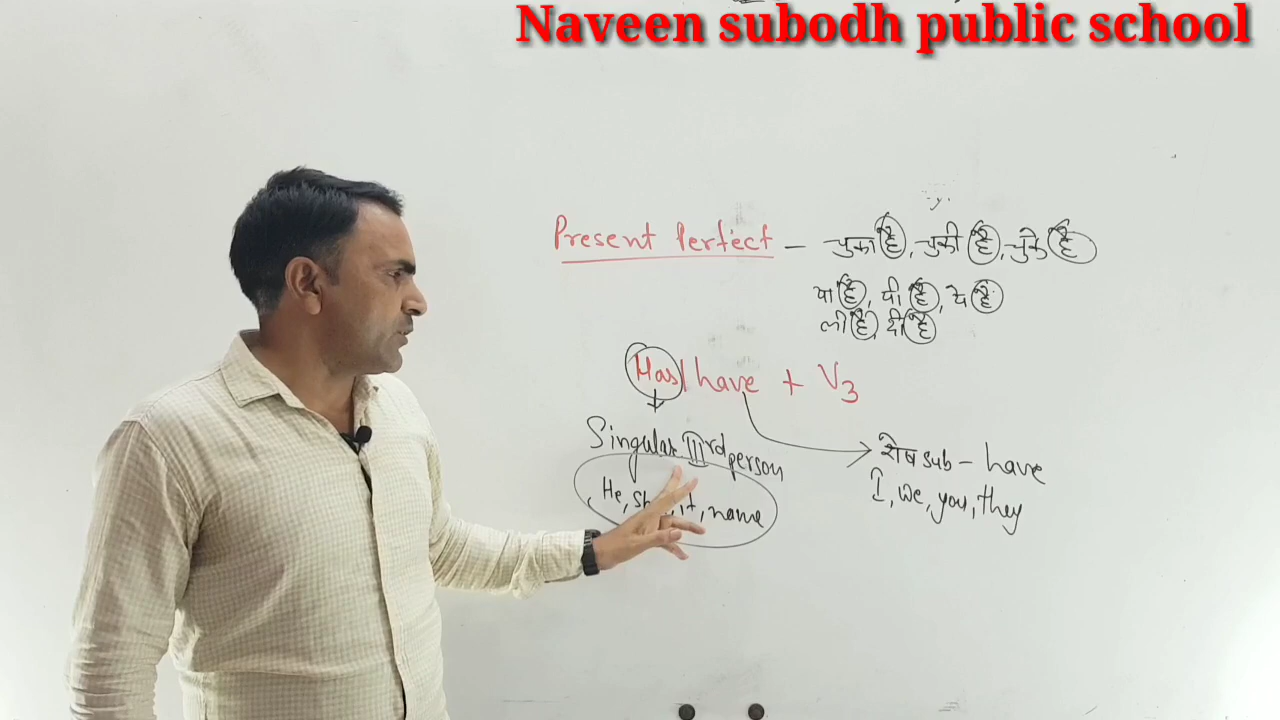 Naveen subodh public school
Present Perfect – चुका है, चुकी है, चुके है
या है, यी है, ये है
ली है, दी है
Has/have + V3
Singular IIIrd person
शेष sub – have
He, she, it, name
I, we, you, they